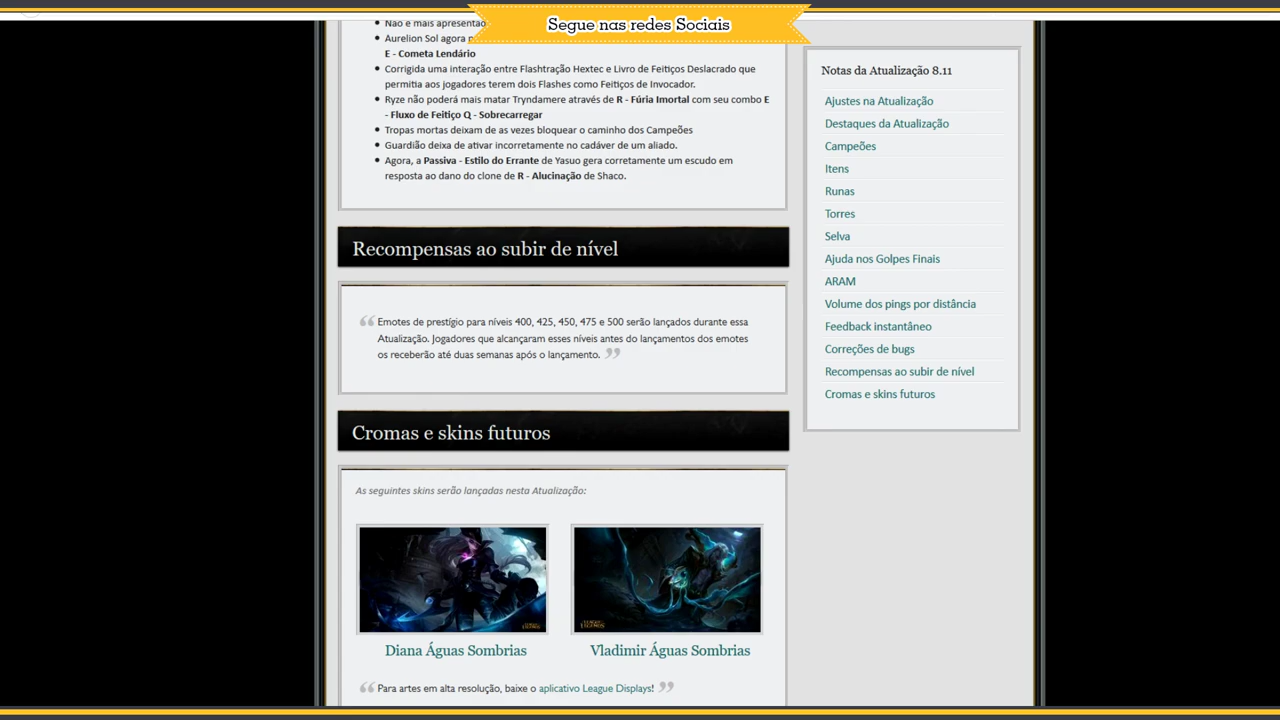 Segue nas redes Sociais
Não é mais apresentad
Aurelion Sol agora
E - Cometa Lendário
Corrigida uma interação entre Flashtração Hextec e Livro de Feitiços Deslacrado que
permitia aos jogadores terem dois Flashes como Feitiços de Invocador.
Ryze não poderá mais matar Tryndamere através de R - Fúria Imortal com seu combo E
- Fluxo de Feitiço Q - Sobrecarregar
Tropas mortas deixam de as vezes bloquear o caminho dos Campeões
Guardião deixa de ativar incorretamente no cadáver de um aliado.
Agora, a Passiva - Estilo do Errante de Yasuo gera corretamente um escudo em
resposta ao dano do clone de R - Alucinação de Shaco.
Recompensas ao subir de nível
Emotes de prestígio para níveis 400, 425, 450, 475 e 500 serão lançados durante essa
Atualização. Jogadores que alcançaram esses níveis antes do lançamentos dos emotes
os receberão até duas semanas após o lançamento.
Cromas e skins futuros
As seguintes skins serão lançadas nesta Atualização:
Diana Águas Sombrias
Vladimir Águas Sombrias
Para artes em alta resolução, baixe o aplicativo League Displays!
Notas da Atualização 8.11
Ajustes na Atualização
Destaques da Atualização
Campeões
Itens
Runas
Torres
Selva
Ajuda nos Golpes Finais
ARAM
Volume dos pings por distância
Feedback instantâneo
Correções de bugs
Recompensas ao subir de nível
Cromas e skins futuros